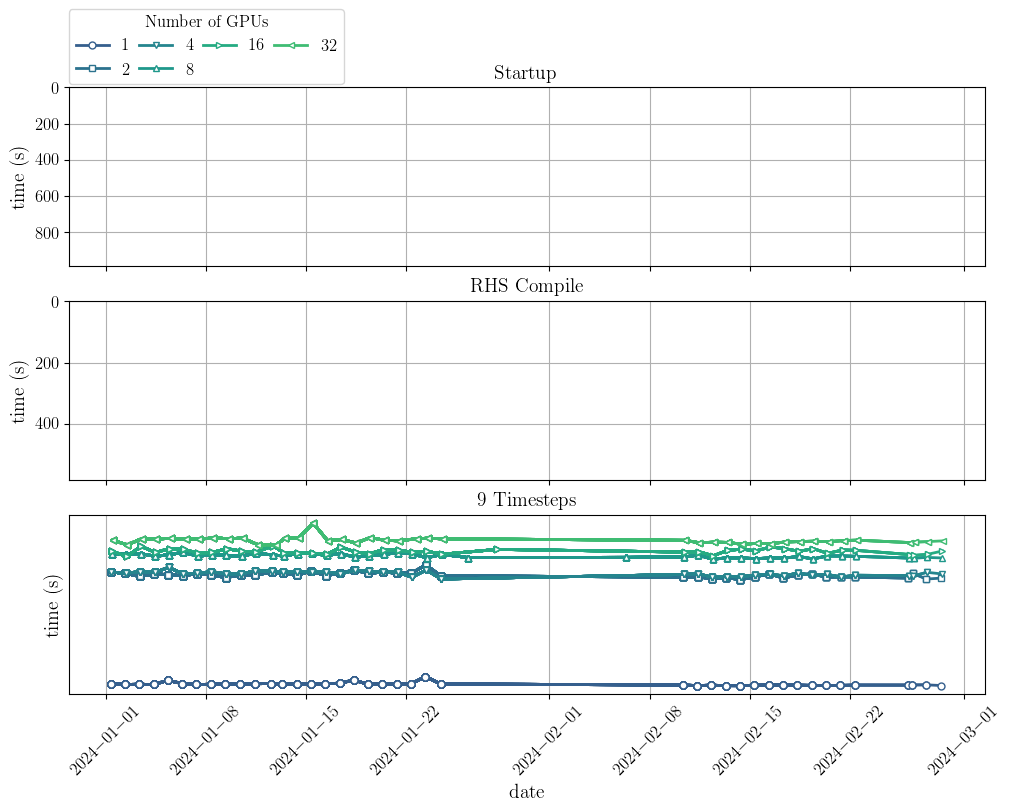 Number of GPUs
1 4 16 32
2 8
Startup
0
200
400
600
800
time (s)
RHS Compile
0
200
400
time (s)
9 Timesteps
time (s)
2024−01−01 2024−01−08 2024−01−15 2024−01−22 2024−02−01 2024−02−08 2024−02−15 2024−02−22 2024−03−01
date